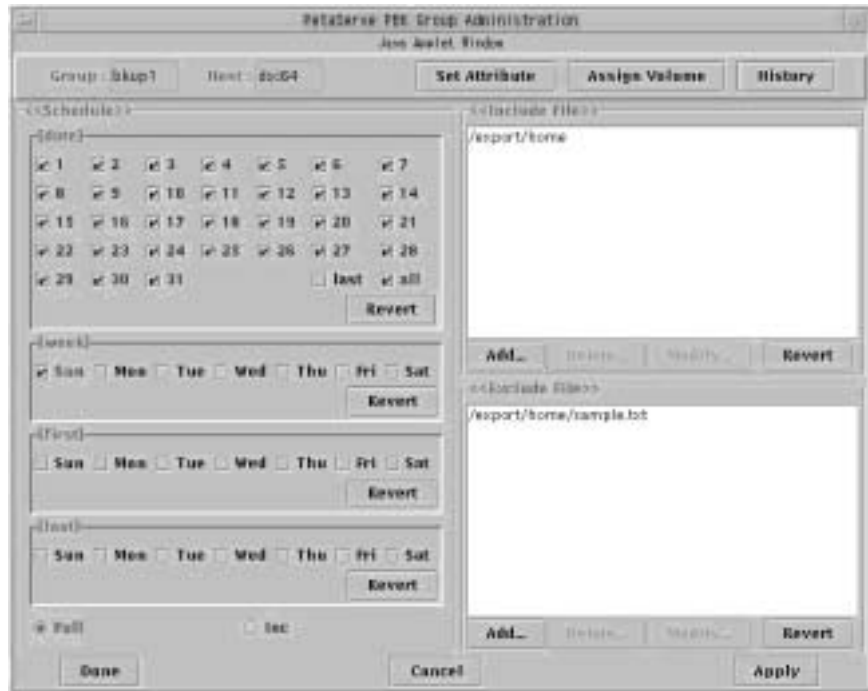 PetaServe PBK Group Administration
Java Applet Window
Group : bkup1 Host : dsc64 Set Attribute Assign Volume History
<<Schedule>>
[date]
1 2 3 4 5 6 7
8 9 10 11 12 13 14
15 16 17 18 19 20 21
22 23 24 25 26 27 28
29 30 31 last all
Revert
[week]
Sun Mon Tue Wed Thu Fri Sat
Revert
[first]
Sun Mon Tue Wed Thu Fri Sat
Revert
[last]
Sun Mon Tue Wed Thu Fri Sat
Revert
Full Inc
<<Include File>>
/export/home
Add... Delete... Modify... Revert
<<Exclude File>>
/export/home/sample.txt
Add... Delete... Modify... Revert
Done Cancel Apply